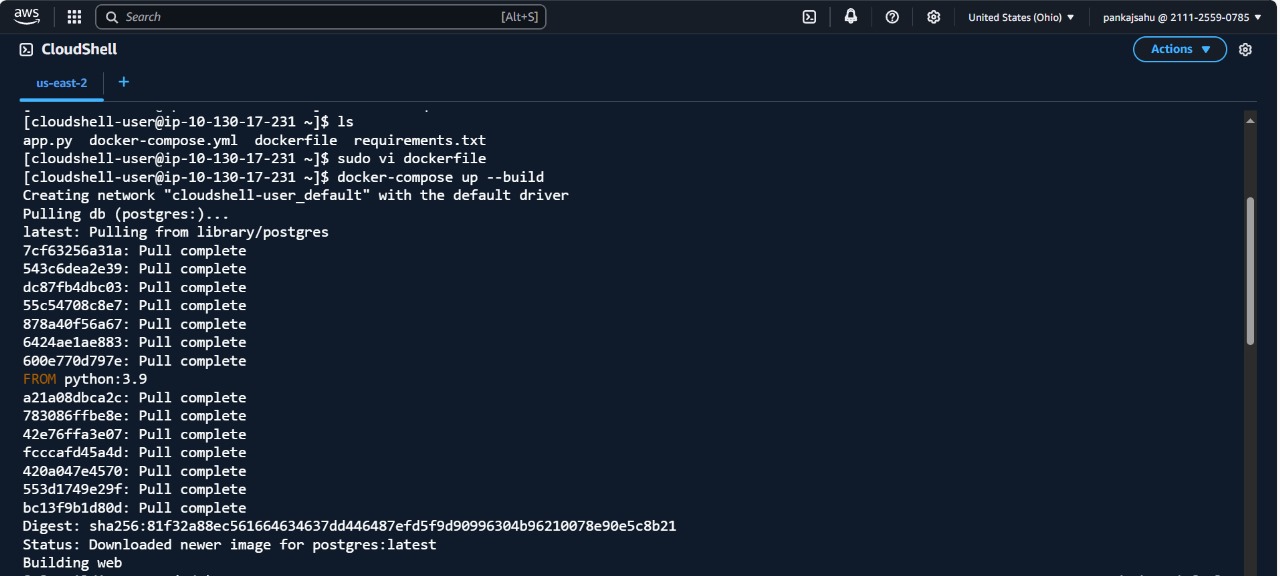 aws
Search [Alt+S]
United States (Ohio)
pankajsahu @ 2111-2559-0785
CloudShell
Actions
us-east-2
+
[cloudshell-user@ip-10-130-17-231 ~]$ ls
app.py docker-compose.yml dockerfile requirements.txt
[cloudshell-user@ip-10-130-17-231 ~]$ sudo vi dockerfile
[cloudshell-user@ip-10-130-17-231 ~]$ docker-compose up --build
Creating network "cloudshell-user_default" with the default driver
Pulling db (postgres:)...
latest: Pulling from library/postgres
7cf63256a31a: Pull complete
543c6dea2e39: Pull complete
dc87fb4dbc03: Pull complete
55c54708c8e7: Pull complete
878a40f56a67: Pull complete
6424ae1ae883: Pull complete
600e770d797e: Pull complete
FROM python:3.9
a21a08dbca2c: Pull complete
783086ffbe8e: Pull complete
42e76ffa3e07: Pull complete
fcccafd45a4d: Pull complete
420a047e4570: Pull complete
553d1749e29f: Pull complete
bc13f9b1d80d: Pull complete
Digest: sha256:81f32a88ec561664634637dd446487efd5f9d90996304b96210078e90e5c8b21
Status: Downloaded newer image for postgres:latest
Building web